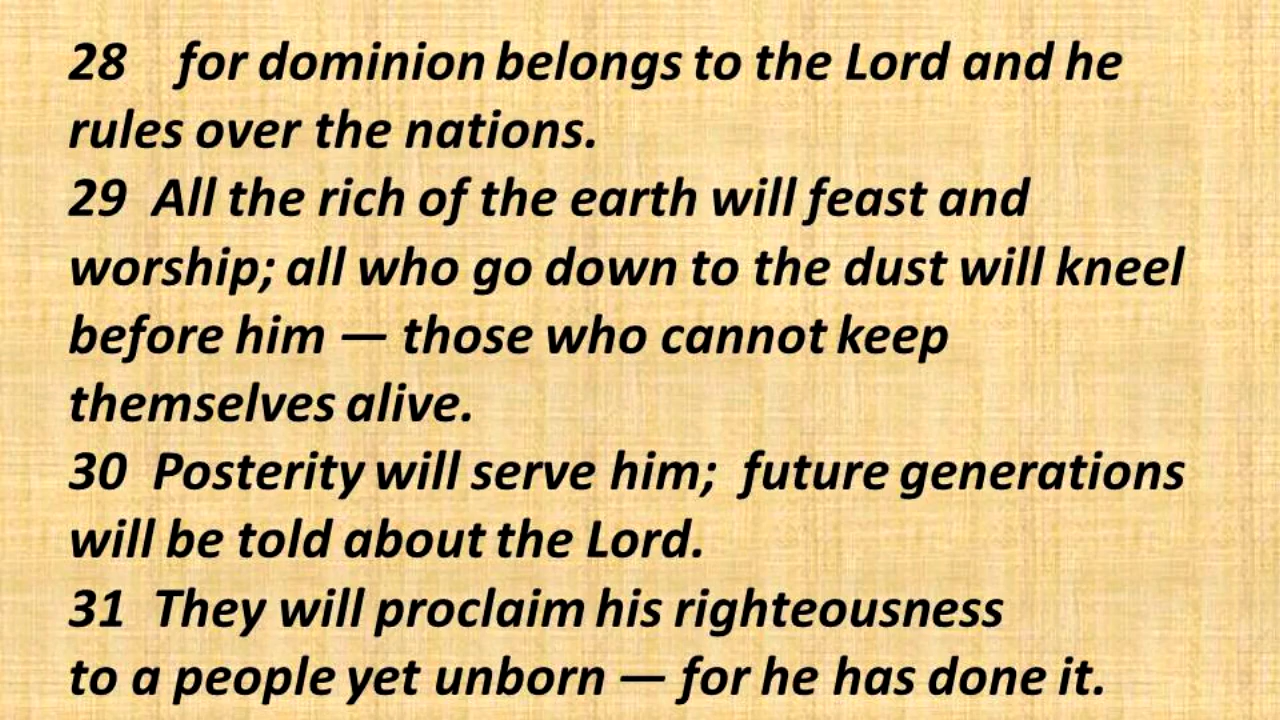 28 for dominion belongs to the Lord and he
rules over the nations.
29 All the rich of the earth will feast and
worship; all who go down to the dust will kneel
before him — those who cannot keep
themselves alive.
30 Posterity will serve him; future generations
will be told about the Lord.
31 They will proclaim his righteousness
to a people yet unborn — for he has done it.